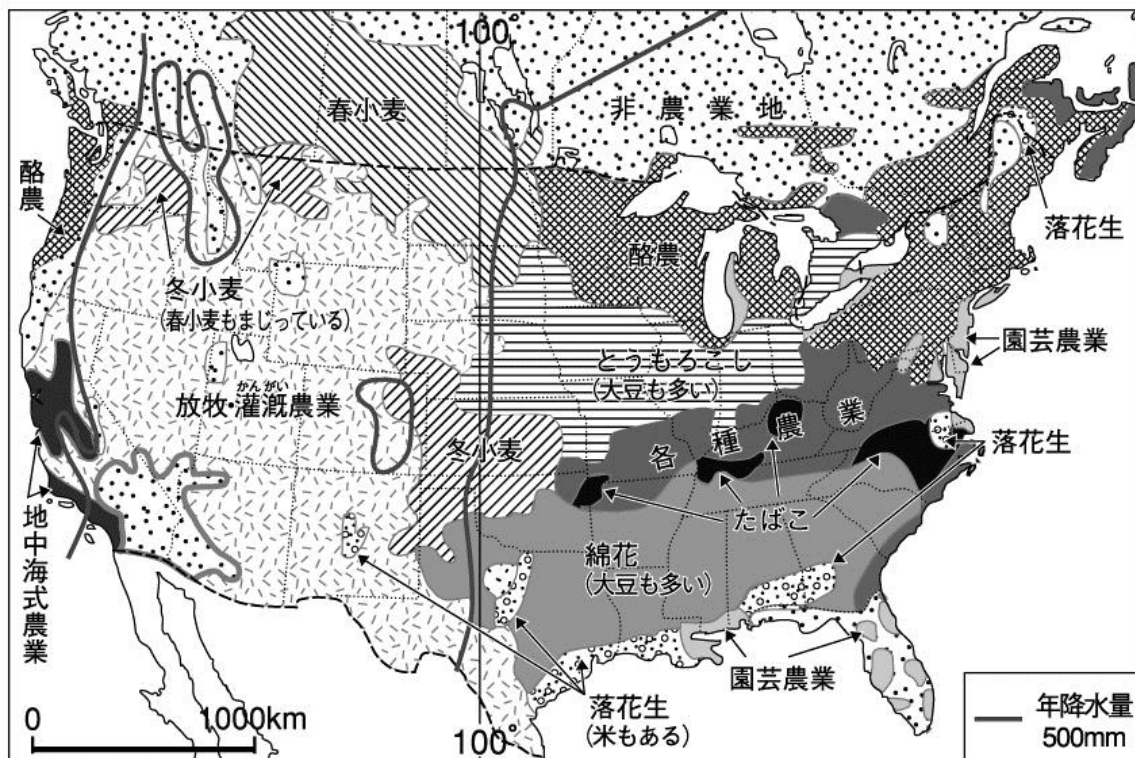 100°
春小麦
非農業地
酪農
落花生
酪農
冬小麦
(春小麦もまじっている)
園芸農業
とうもろこし
(大豆も多い)
かんがい
放牧・灌漑農業
各種農業
落花生
冬小麦
たばこ
地中海式農業
綿花
(大豆も多い)
園芸農業
落花生
(米もある)
0 1000km
100°
年降水量
500mm